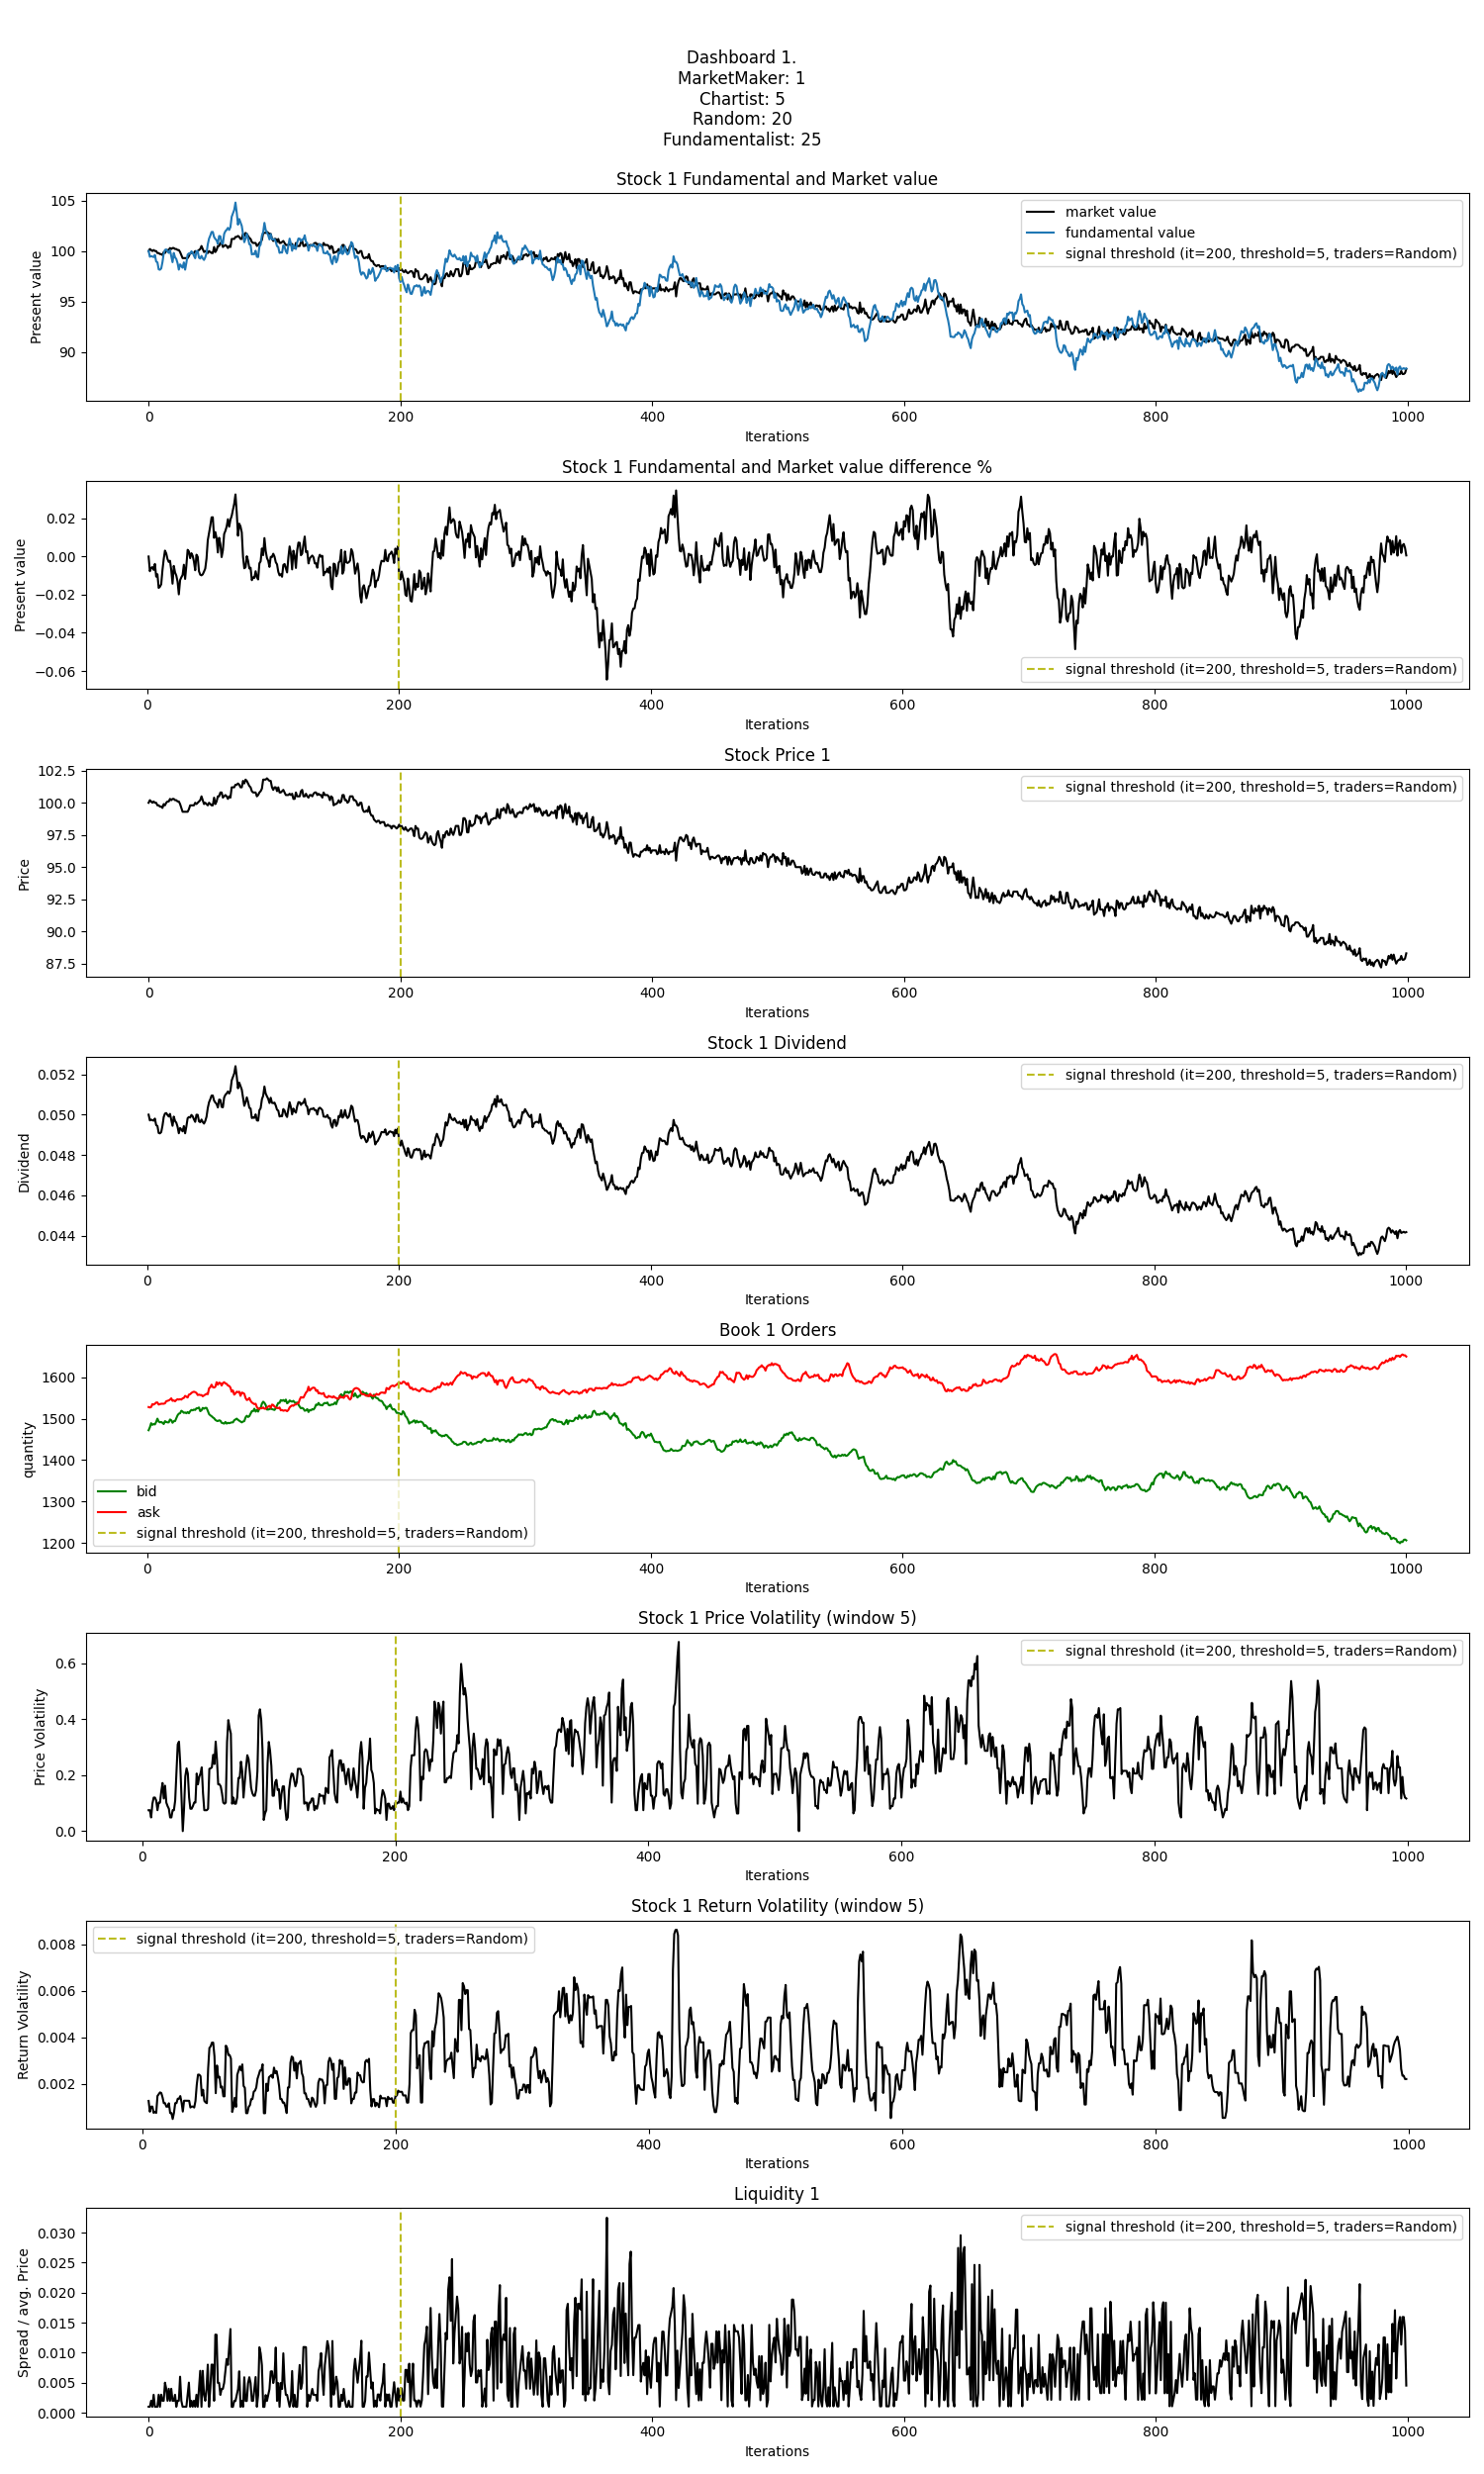 Dashboard 1.
MarketMaker: 1
Chartist: 5
Random: 20
Fundamentalist: 25
Stock 1 Fundamental and Market value
105
100
95
90
Present value
market value
fundamental value
signal threshold (it=200, threshold=5, traders=Random)
0 200 400 600 800 1000
Iterations
Stock 1 Fundamental and Market value difference %
0.02
0.00
−0.02
−0.04
−0.06
Present value
signal threshold (it=200, threshold=5, traders=Random)
0 200 400 600 800 1000
Iterations
Stock Price 1
102.5
100.0
97.5
95.0
92.5
90.0
87.5
Price
signal threshold (it=200, threshold=5, traders=Random)
0 200 400 600 800 1000
Iterations
Stock 1 Dividend
0.052
0.050
0.048
0.046
0.044
Dividend
signal threshold (it=200, threshold=5, traders=Random)
0 200 400 600 800 1000
Iterations
Book 1 Orders
1600
1500
1400
1300
1200
quantity
bid
ask
signal threshold (it=200, threshold=5, traders=Random)
0 200 400 600 800 1000
Iterations
Stock 1 Price Volatility (window 5)
0.6
0.4
0.2
0.0
Price Volatility
signal threshold (it=200, threshold=5, traders=Random)
0 200 400 600 800 1000
Iterations
Stock 1 Return Volatility (window 5)
0.008
0.006
0.004
0.002
Return Volatility
signal threshold (it=200, threshold=5, traders=Random)
0 200 400 600 800 1000
Iterations
Liquidity 1
0.030
0.025
0.020
0.015
0.010
0.005
0.000
Spread / avg. Price
signal threshold (it=200, threshold=5, traders=Random)
0 200 400 600 800 1000
Iterations